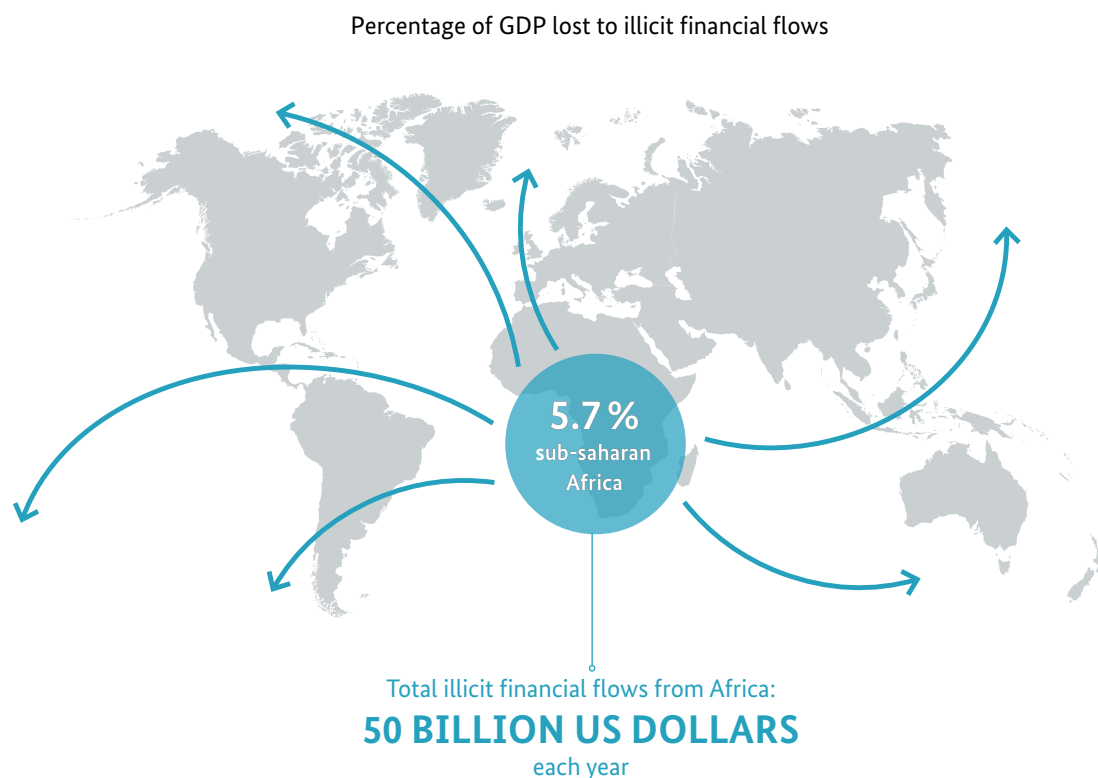 Percentage of GDP lost to illicit financial flows
5.7 %
sub-saharan
Africa
Total illicit financial flows from Africa:
50 BILLION US DOLLARS
each year